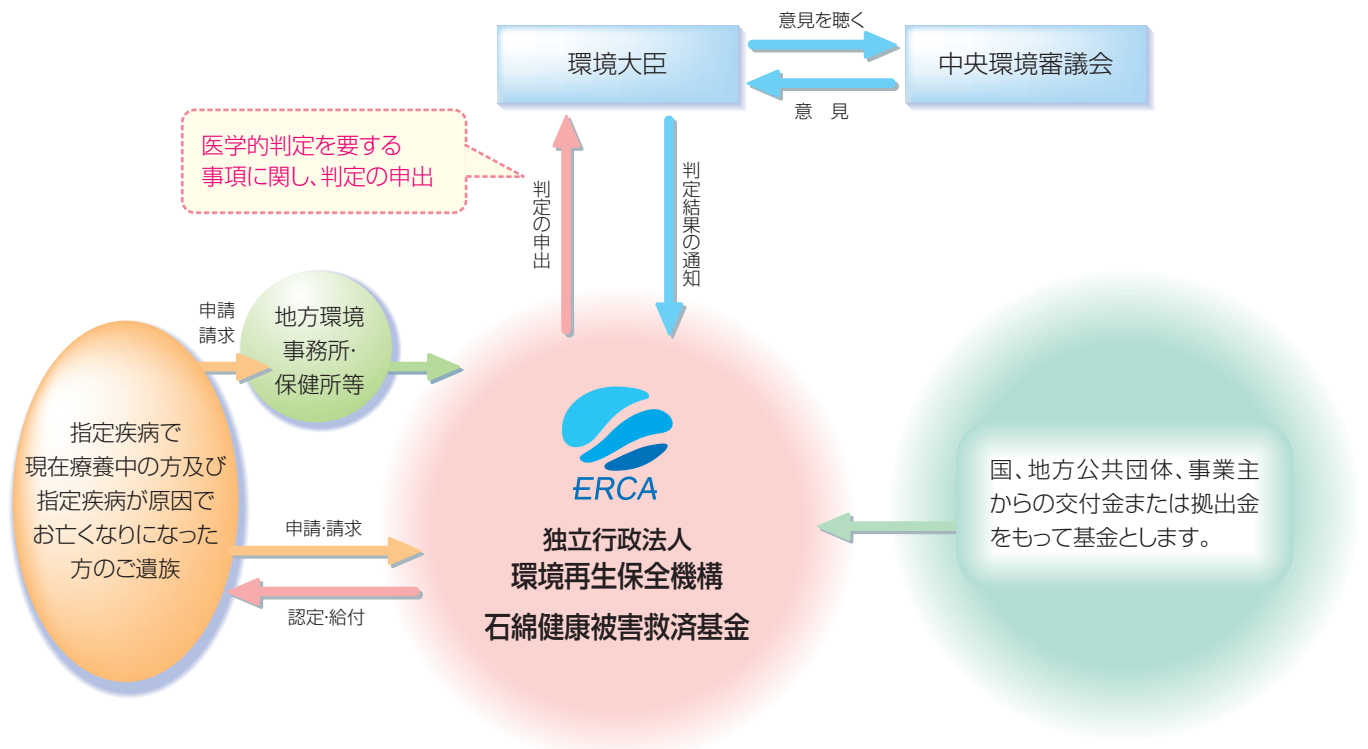 意見を聴く
環境大臣
中央環境審議会
意　見
医学的判定を要する
事項に関し、判定の申出
判定の申出
判定結果の通知
申請
請求
地方環境
事務所・
保健所等
指定疾病で
現在療養中の方及び
指定疾病が原因で
お亡くなりになった
方のご遺族
申請・請求
認定・給付
ERCA
独立行政法人
環境再生保全機構
石綿健康被害救済基金
国、地方公共団体、事業主
からの交付金または拠出金
をもって基金とします。